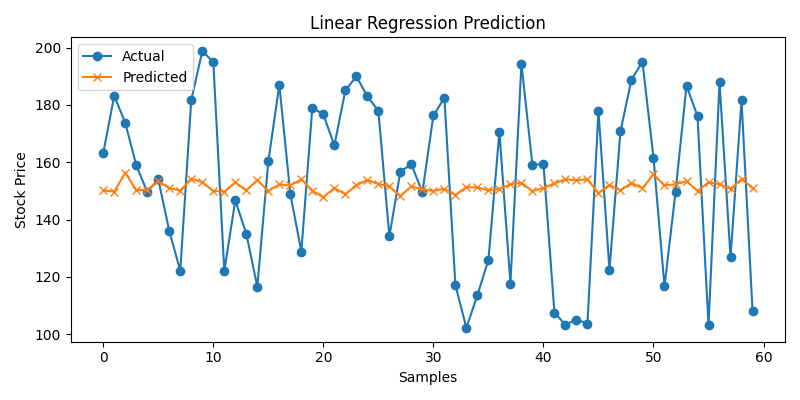 Linear Regression Prediction
Actual
Predicted
200
180
160
140
120
100
Stock Price
0 10 20 30 40 50 60
Samples